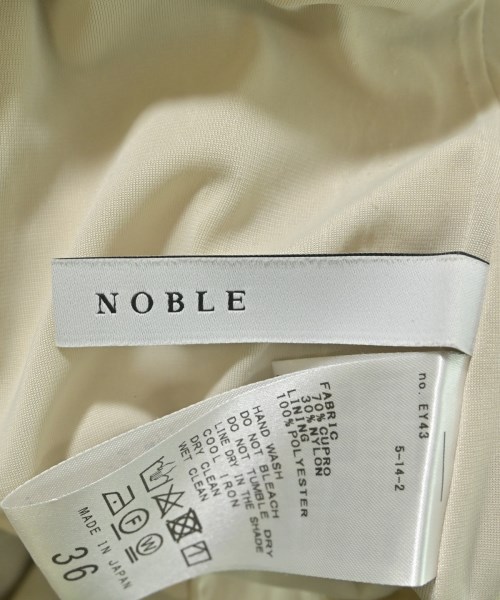 NOBLE
no. EY43
5-14-2
FABRIC
70% CUPRO
30% NYLON
LINING
100% POLYESTER
HAND WASH
DO NOT BLEACH
DO NOT TUMBLE DRY
LINE DRY IN THE SHADE
COOL IRON
DRY CLEAN
WET CLEAN
F W
MADE IN JAPAN
36